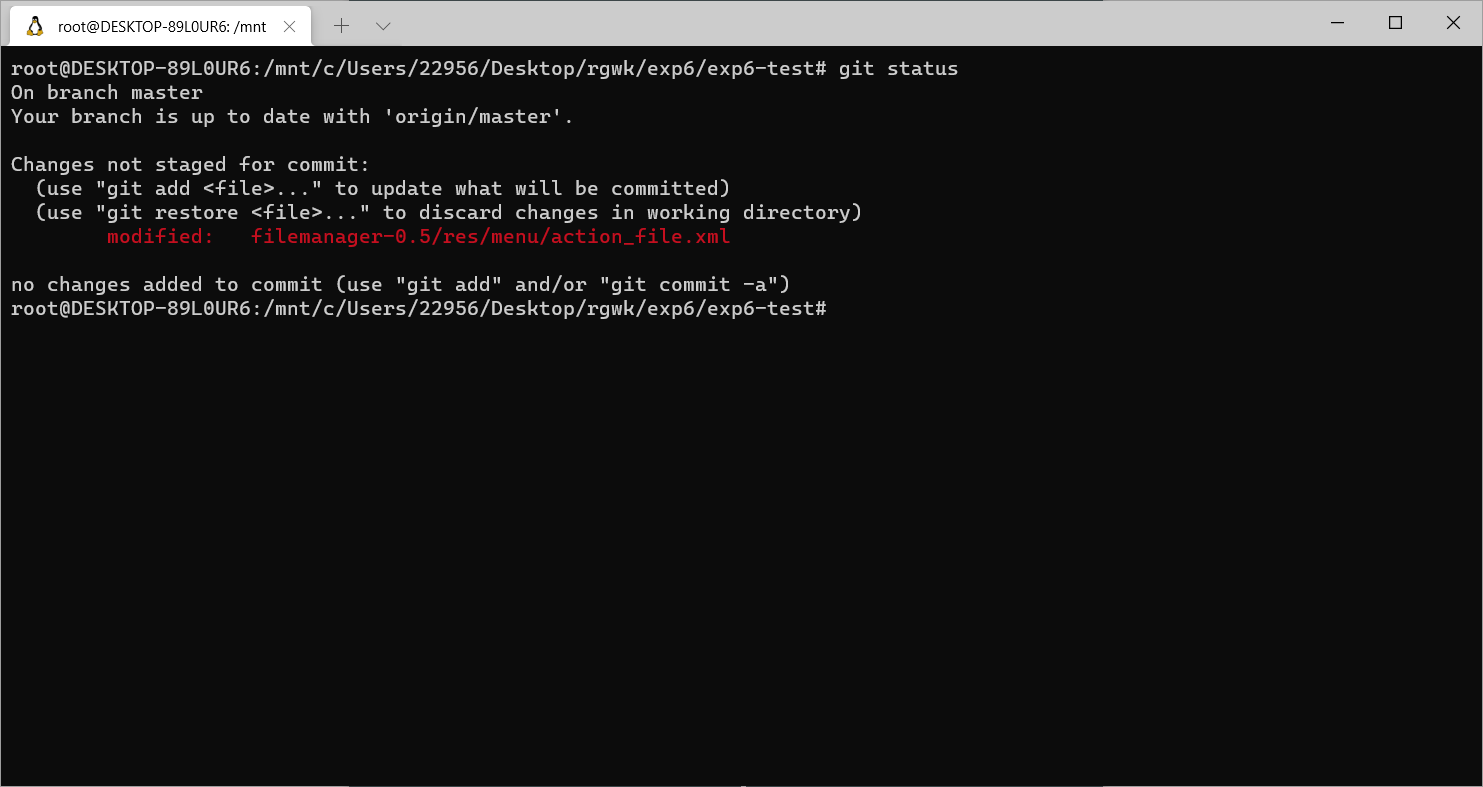 root@DESKTOP-89L0UR6: /mnt
root@DESKTOP-89L0UR6:/mnt/c/Users/22956/Desktop/rgwk/exp6/exp6-test# git status
On branch master
Your branch is up to date with 'origin/master'.
Changes not staged for commit:
  (use "git add <file>..." to update what will be committed)
  (use "git restore <file>..." to discard changes in working directory)
        modified:   filemanager-0.5/res/menu/action_file.xml
no changes added to commit (use "git add" and/or "git commit -a")
root@DESKTOP-89L0UR6:/mnt/c/Users/22956/Desktop/rgwk/exp6/exp6-test#